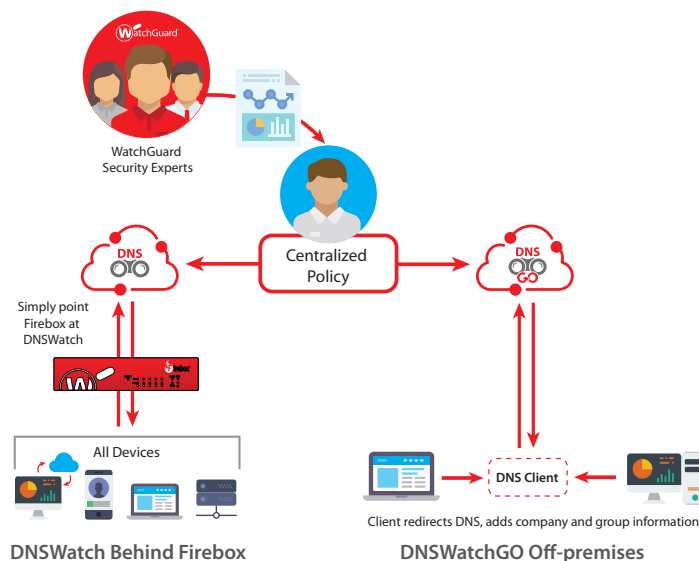 WatchGuard
WatchGuard
Security Experts
Centralized
Policy
DNS
DNS
GO
Simply point
Firebox at
DNSWatch
Firebox
All Devices
DNS Client
Client redirects DNS, adds company and group information
DNSWatch Behind Firebox
DNSWatchGO Off-premises